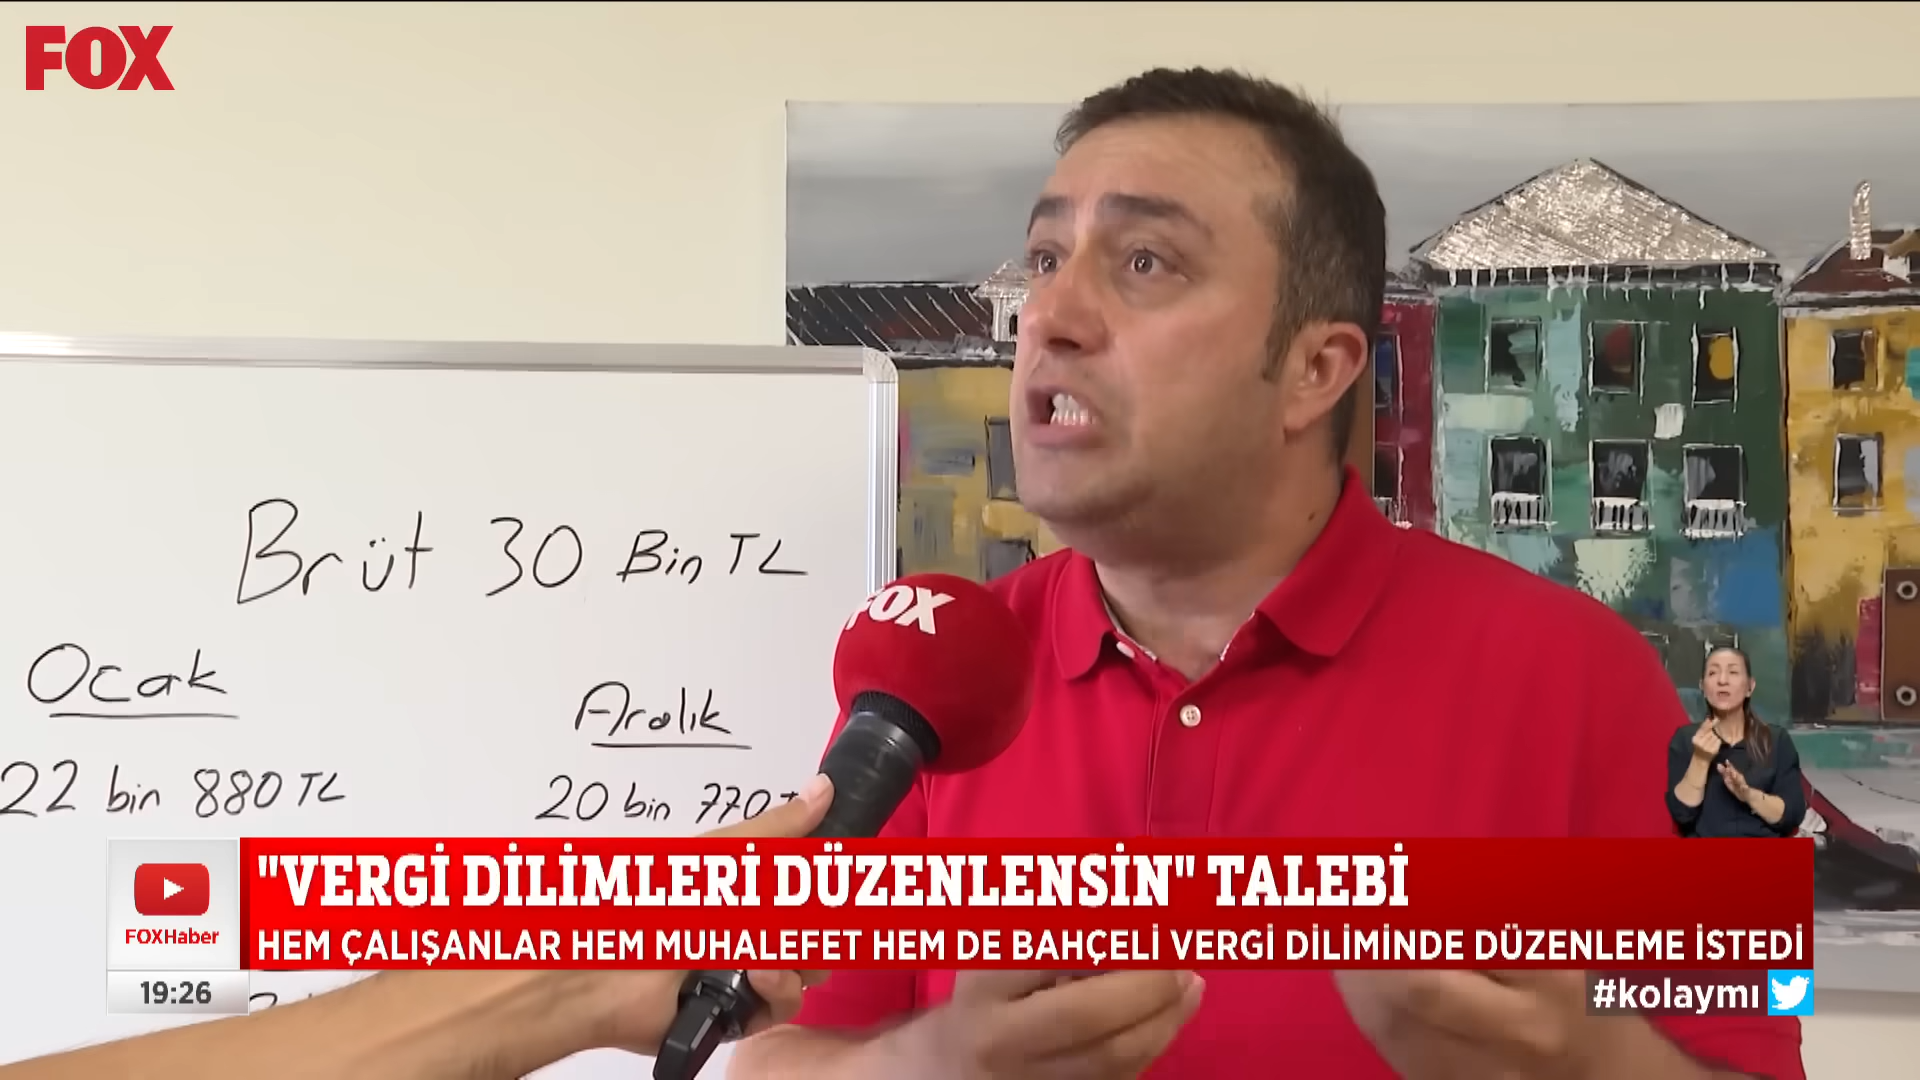 FOX
Brüt 30 Bin TL
Ocak
Aralık
22 bin 880 TL
20 bin 770
FOX
"VERGİ DİLİMLERİ DÜZENLENSİN" TALEBİ
FOXHaber
HEM ÇALIŞANLAR HEM MUHALEFET HEM DE BAHÇELİ VERGİ DİLİMİNDE DÜZENLEME İSTEDİ
19:26
#kolaymı